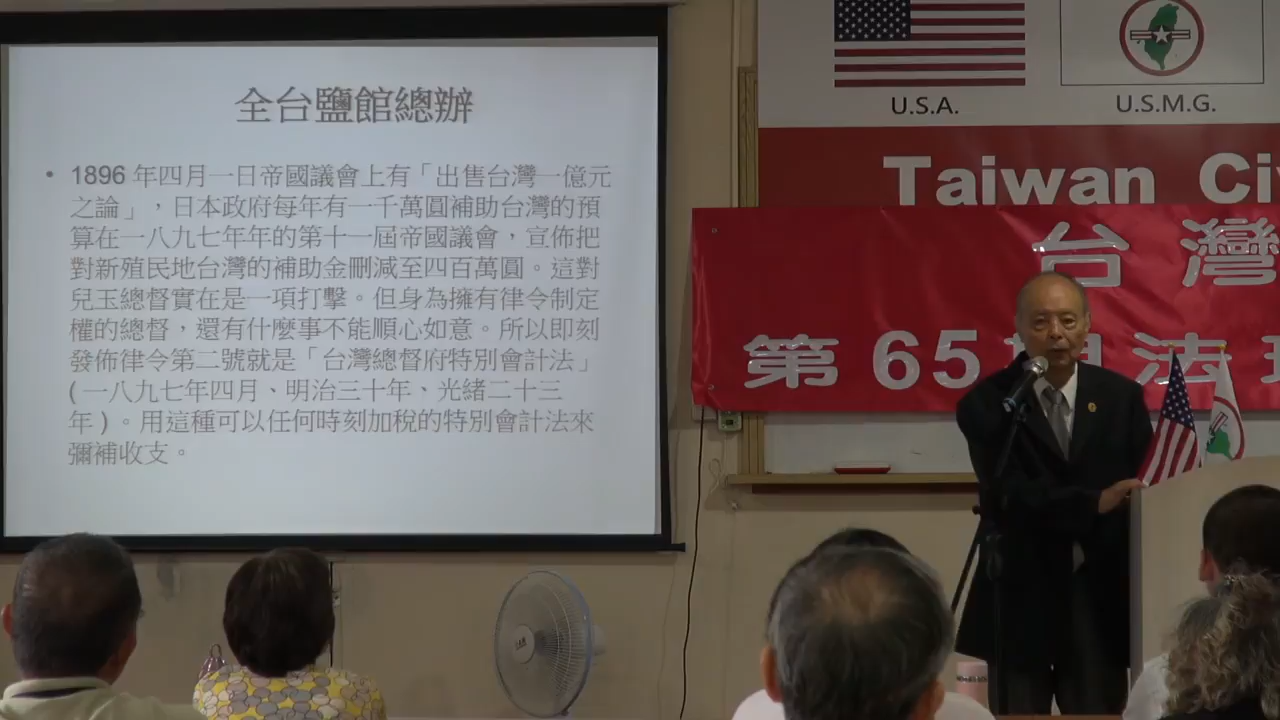 全台鹽館總辦
• 1896 年四月一日帝國議會上有「出售台灣一億元
之論」，日本政府每年有一千萬圓補助台灣的預
算在一八九七年年的第十一屆帝國議會，宣佈把
對新殖民地台灣的補助金刪減至四百萬圓。這對
兒玉總督實在是一項打擊。但身為擁有律令制定
權的總督，還有什麼事不能順心如意。所以即刻
發佈律令第二號就是「台灣總督府特別會計法」
(一八九七年四月、明治三十年、光緒二十三
年)。用這種可以任何時刻加稅的特別會計法來
彌補收支。
U.S.A.
U.S.M.G.
Taiwan Ci
台灣
第65期法